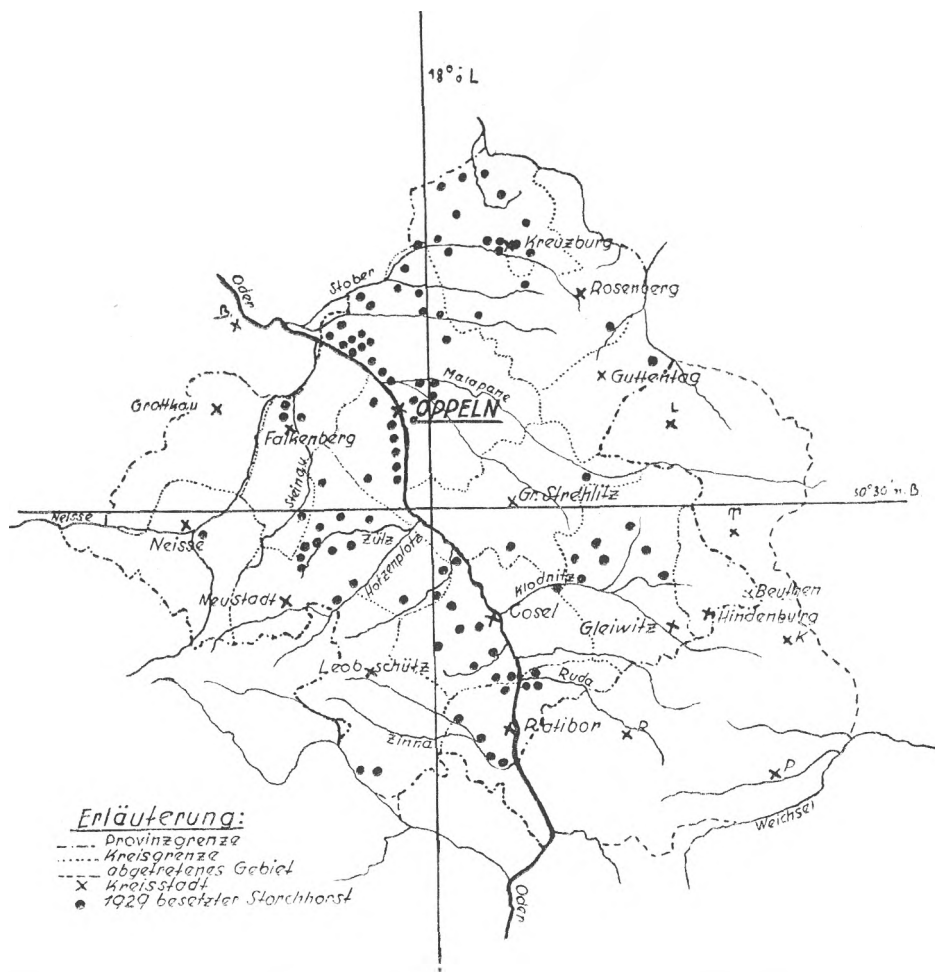 18° ö L
Kreuzburg
Stober
Oder
Rosenberg
B.
Malapane
Guttentag
Grottkau
OPPELN
L
Falkenberg
Steinau
Gr. Strehlitz
50°30' n. B.
Neisse
T
Neisse
Zülz
Hotzenplotz
Klodnitz
Beuthen
Neustadt
Cosel
Hindenburg
Gleiwitz
K
Leobschütz
Ruda
Ratibor
R
Zinna
P
Weichsel
Erläuterung:
Provinzgrenze
Kreisgrenze
abgetretenes Gebiet
Kreisstadt
1929 besetzter Storchhorst
Oder